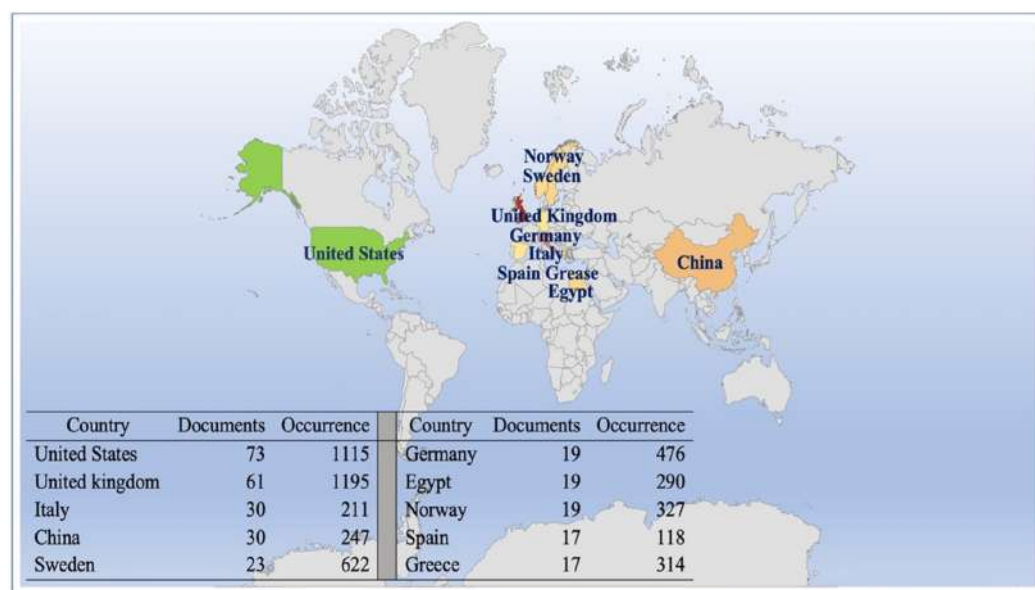 Norway
Sweden
United Kingdom
Germany
United States
Italy
China
Spain Grease
Egypt
Country Documents Occurrence Country Documents Occurrence
United States 73 1115 Germany 19 476
United kingdom 61 1195 Egypt 19 290
Italy 30 211 Norway 19 327
China 30 247 Spain 17 118
Sweden 23 622 Greece 17 314